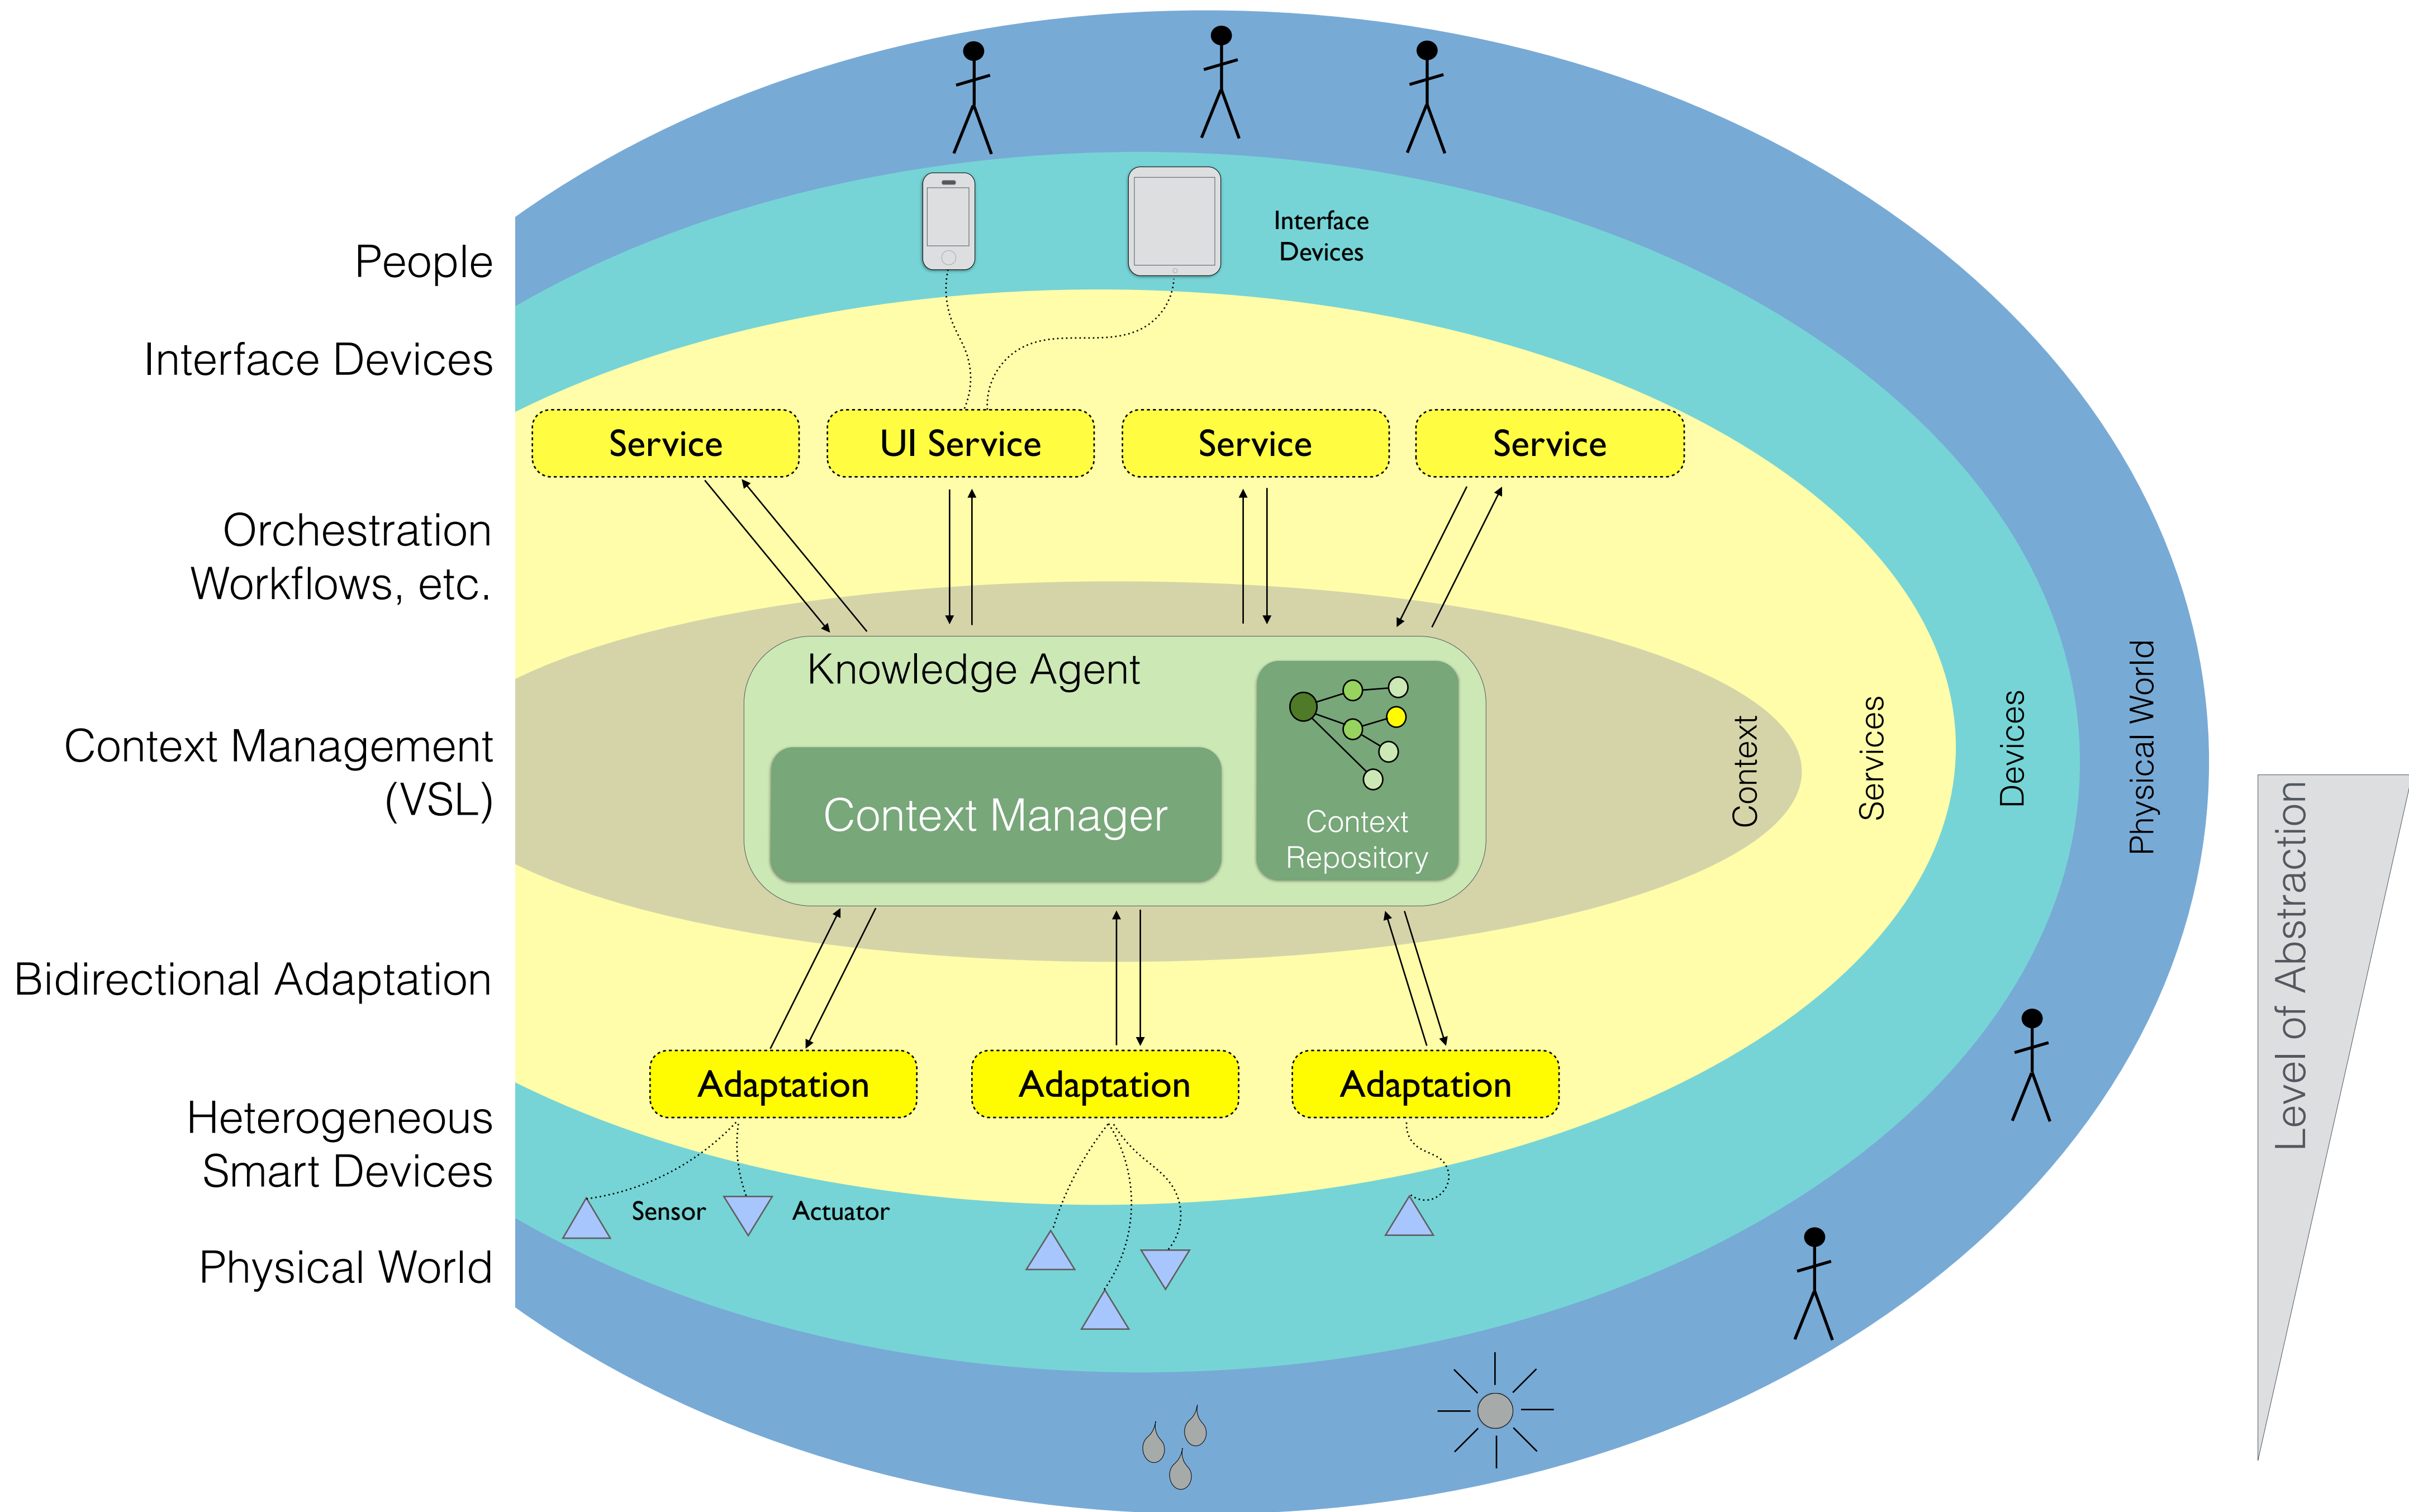 People
Interface Devices
Orchestration
Workflows, etc.
Context Management
(VSL)
Bidirectional Adaptation
Heterogeneous
Smart Devices
Physical World
Interface
Devices
Service
UI Service
Service
Service
Knowledge Agent
Context Manager
Context
Repository
Context
Services
Devices
Physical World
Level of Abstraction
Adaptation
Adaptation
Adaptation
Sensor
Actuator